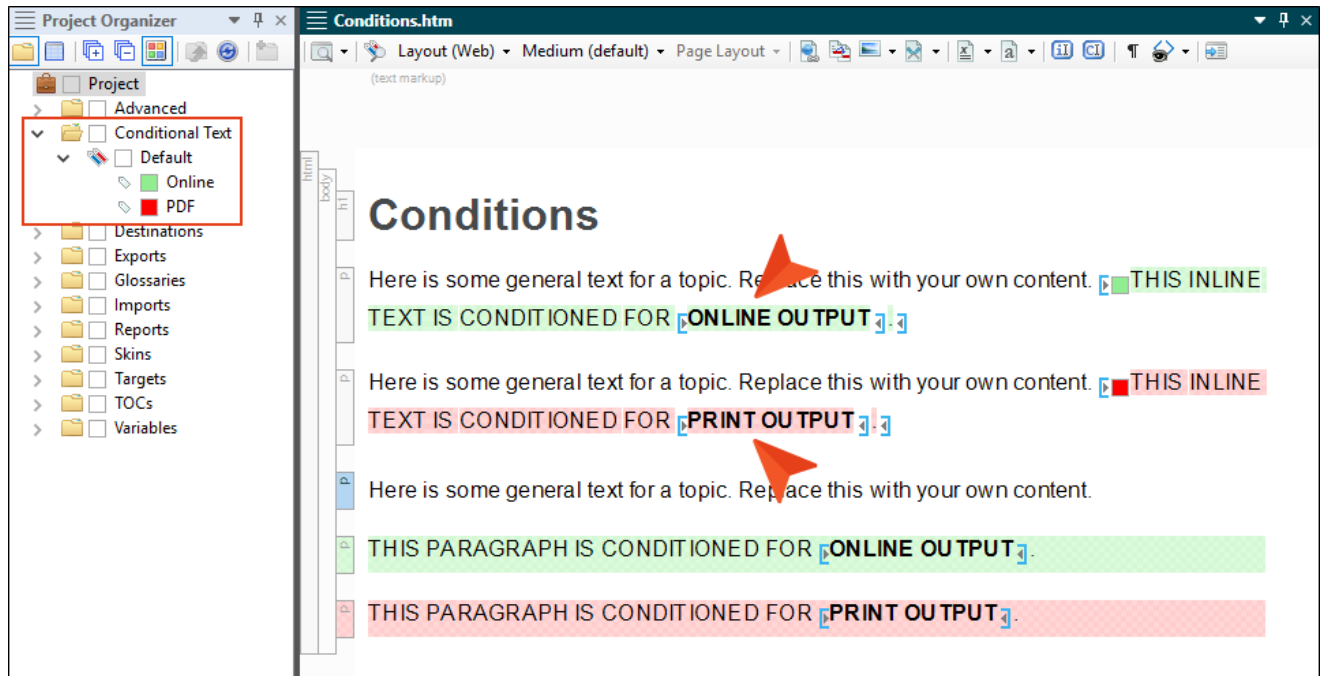 Project Organizer
Conditions.htm
Layout (Web)
Medium (default)
Page Layout
(text markup)
Project
Advanced
Conditional Text
Default
Online
PDF
Destinations
Exports
Glossaries
Imports
Reports
Skins
Targets
TOCs
Variables
html
body
h1
Conditions
p
Here is some general text for a topic. Replace this with your own content. THIS INLINE
TEXT IS CONDITIONED FOR ONLINE OUTPUT.
p
Here is some general text for a topic. Replace this with your own content. THIS INLINE
TEXT IS CONDITIONED FOR PRINT OUTPUT.
p
Here is some general text for a topic. Replace this with your own content.
p
THIS PARAGRAPH IS CONDITIONED FOR ONLINE OUTPUT.
p
THIS PARAGRAPH IS CONDITIONED FOR PRINT OUTPUT.